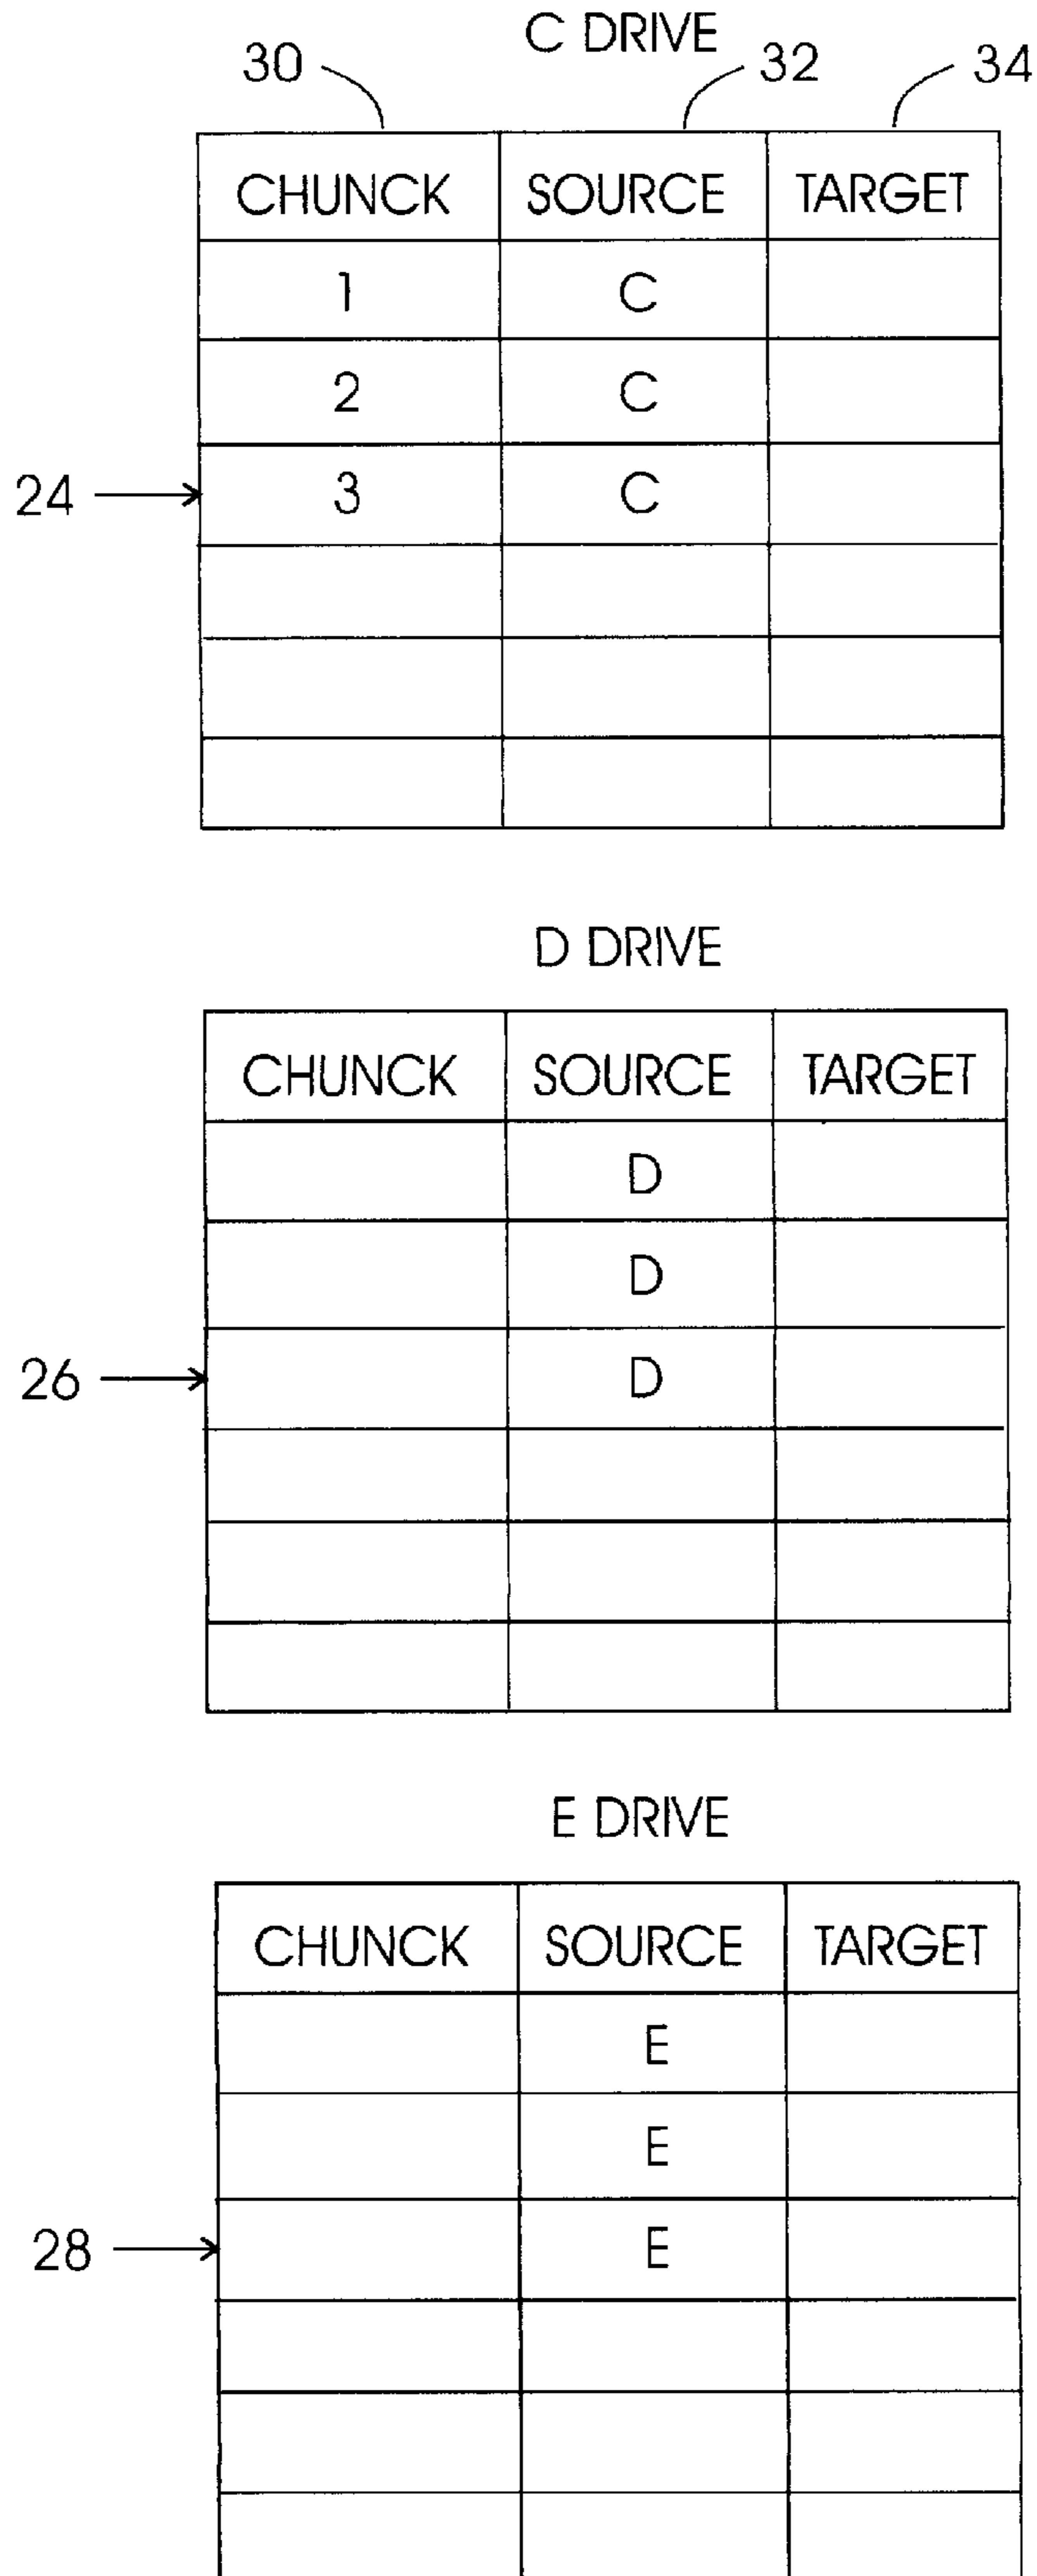 C DRIVE
30 32 34
CHUNCK SOURCE TARGET
1 C
2 C
24 3 C
D DRIVE
CHUNCK SOURCE TARGET
D
D
26 D
E DRIVE
CHUNCK SOURCE TARGET
E
E
28 E